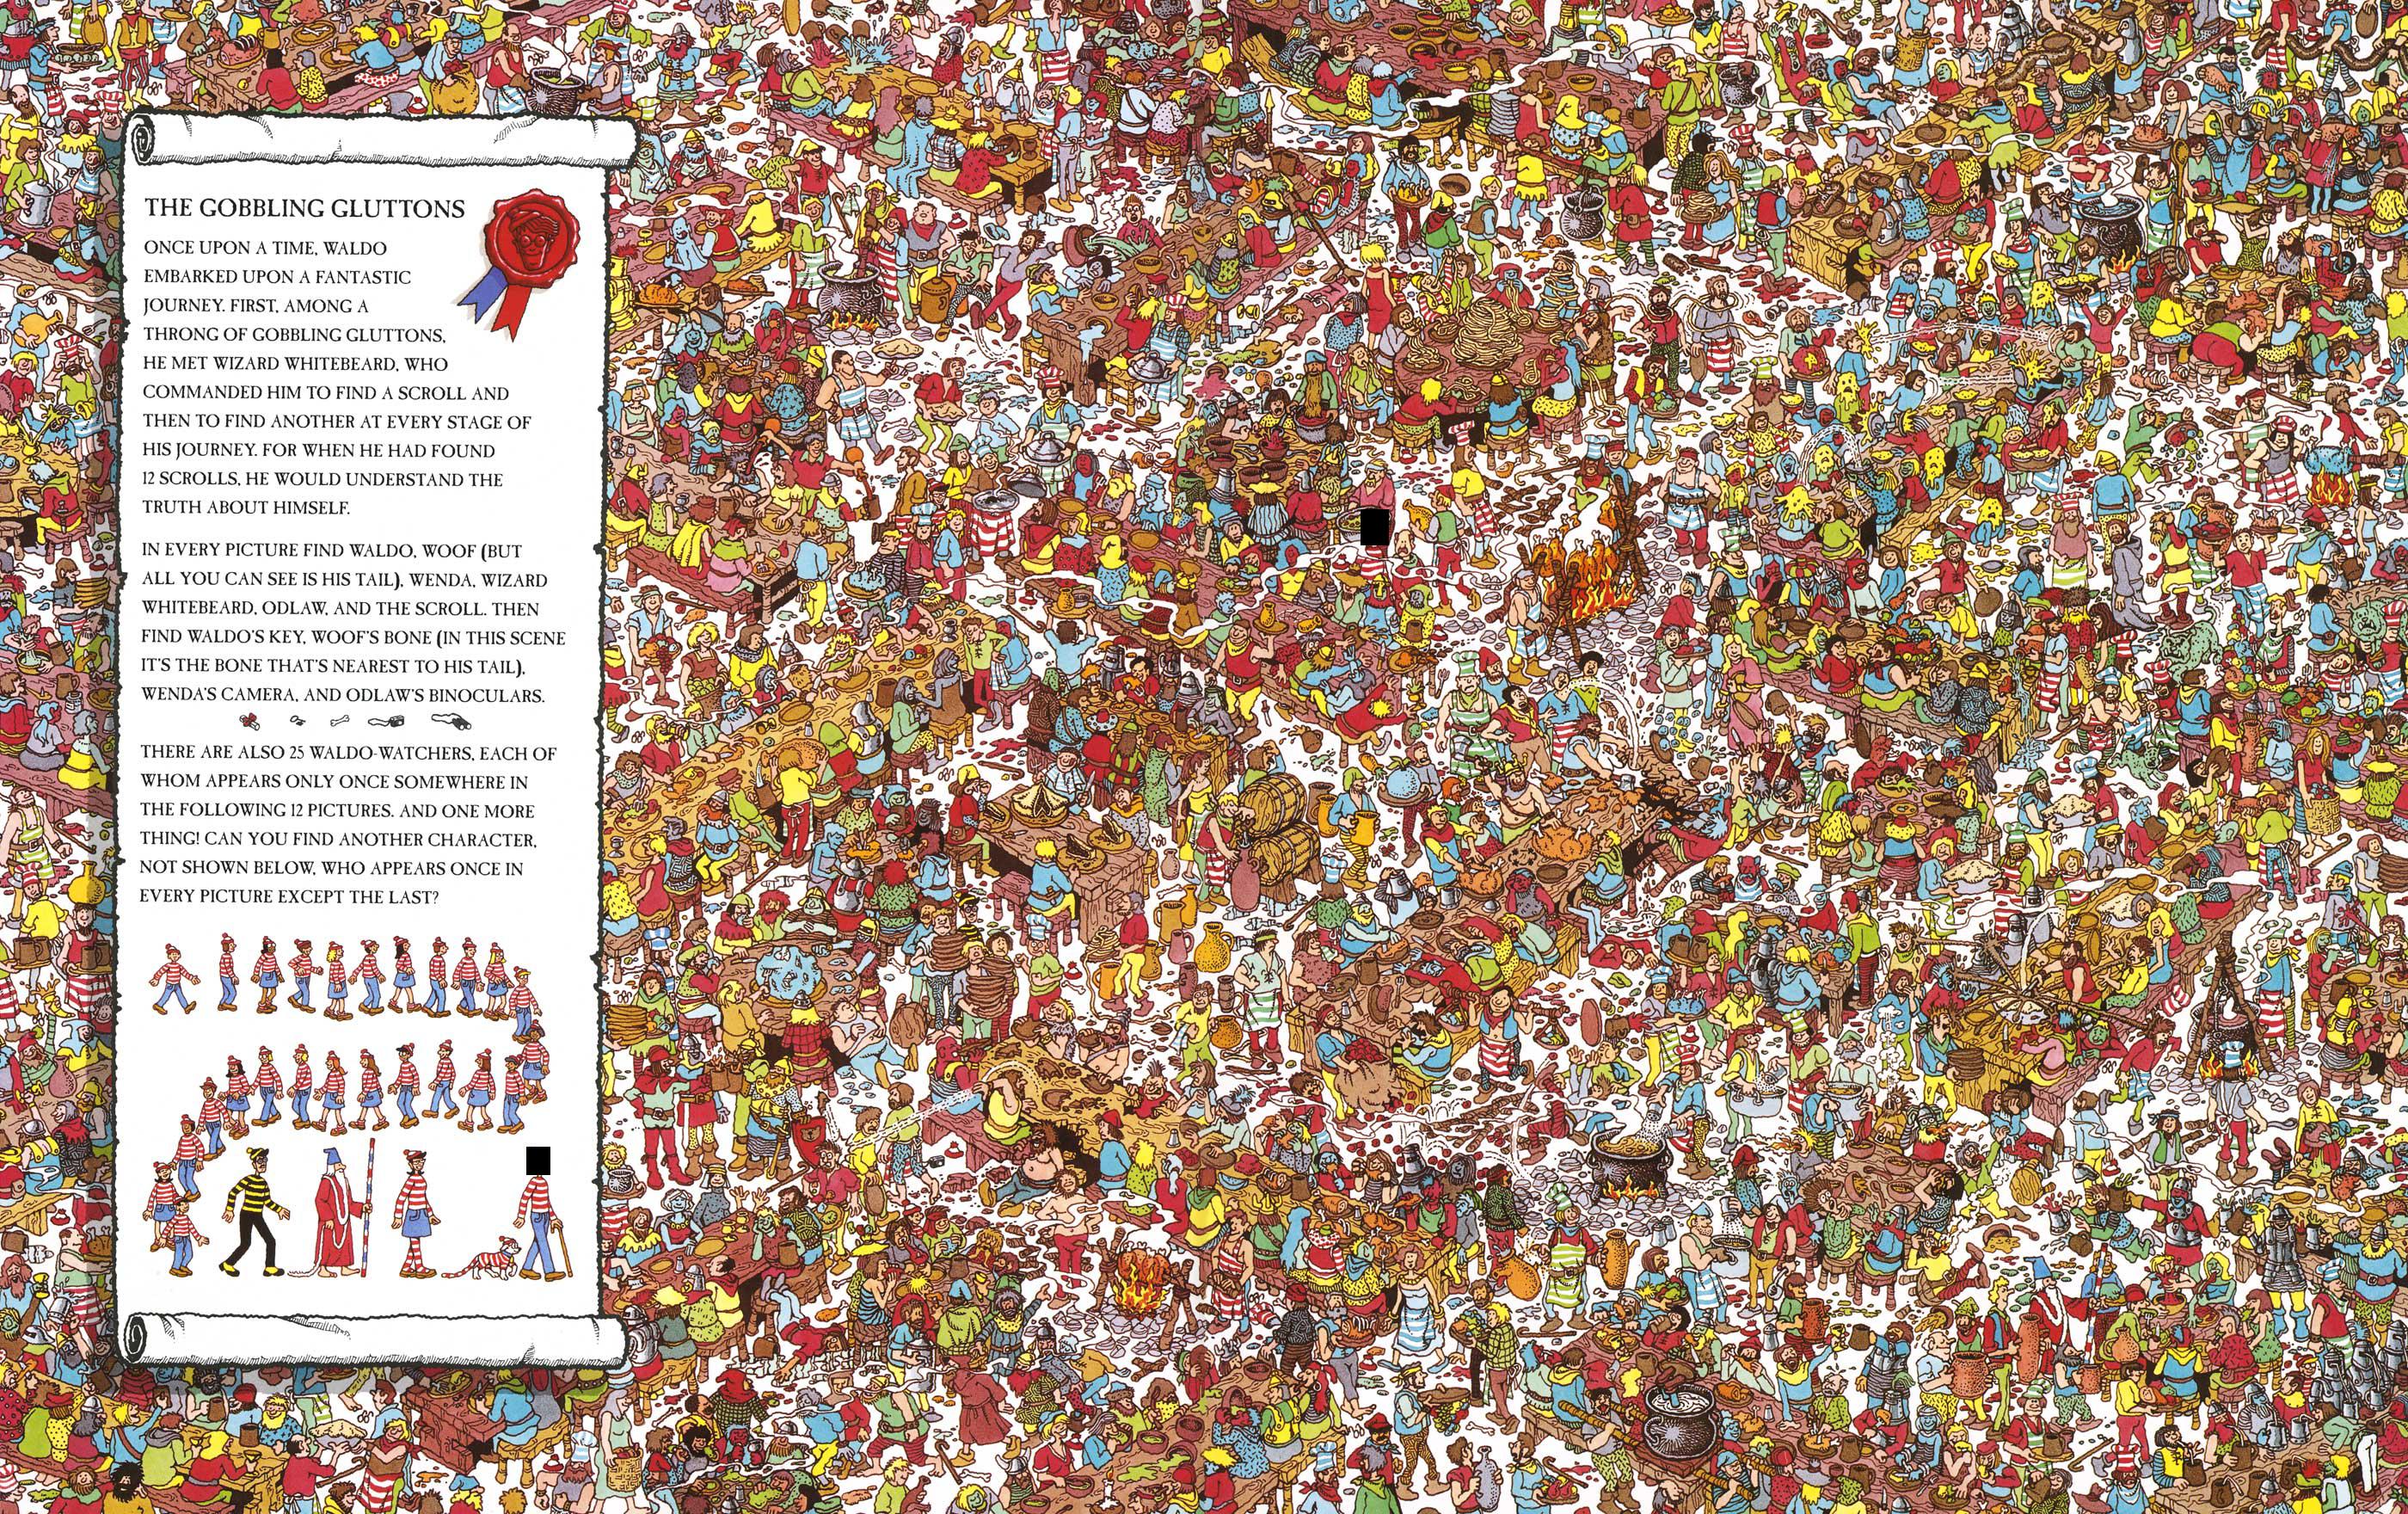 THE GOBBLING GLUTTONS
ONCE UPON A TIME, WALDO
EMBARKED UPON A FANTASTIC
JOURNEY. FIRST, AMONG A
THRONG OF GOBBLING GLUTTONS,
HE MET WIZARD WHITEBEARD, WHO
COMMANDED HIM TO FIND A SCROLL AND
THEN TO FIND ANOTHER AT EVERY STAGE OF
HIS JOURNEY. FOR WHEN HE HAD FOUND
12 SCROLLS, HE WOULD UNDERSTAND THE
TRUTH ABOUT HIMSELF.
IN EVERY PICTURE FIND WALDO, WOOF (BUT
ALL YOU CAN SEE IS HIS TAIL), WENDA, WIZARD
WHITEBEARD, ODLAW, AND THE SCROLL. THEN
FIND WALDO'S KEY, WOOF'S BONE (IN THIS SCENE
IT'S THE BONE THAT'S NEAREST TO HIS TAIL),
WENDA'S CAMERA, AND ODLAW'S BINOCULARS.
THERE ARE ALSO 25 WALDO-WATCHERS, EACH OF
WHOM APPEARS ONLY ONCE SOMEWHERE IN
THE FOLLOWING 12 PICTURES. AND ONE MORE
THING! CAN YOU FIND ANOTHER CHARACTER,
NOT SHOWN BELOW, WHO APPEARS ONCE IN
EVERY PICTURE EXCEPT THE LAST?